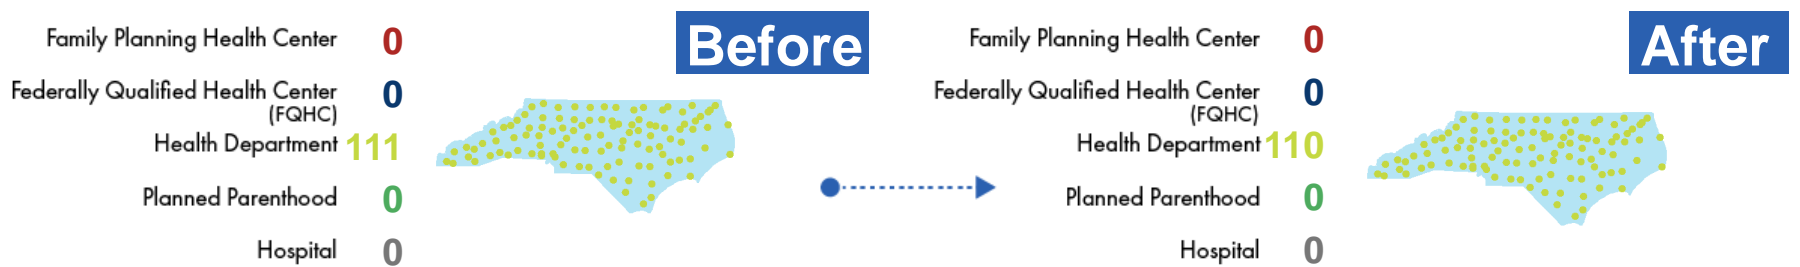 Before
Family Planning Health Center 0
Federally Qualified Health Center 0
(FQHC)
Health Department 111
Planned Parenthood 0
Hospital 0
After
Family Planning Health Center 0
Federally Qualified Health Center 0
(FQHC)
Health Department 110
Planned Parenthood 0
Hospital 0